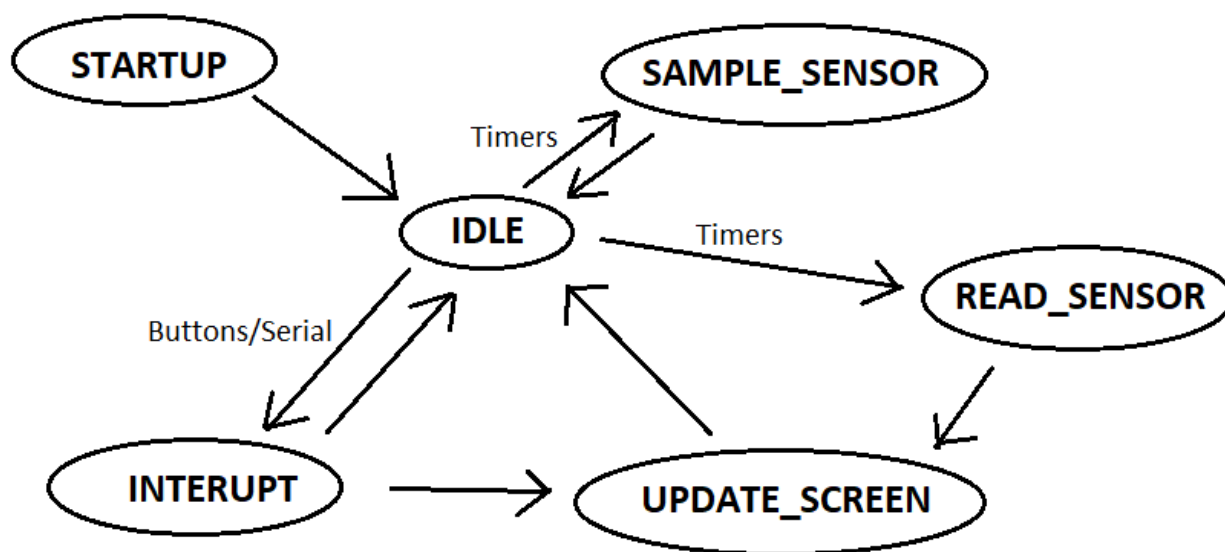 STARTUP
SAMPLE_SENSOR
Timers
IDLE
Timers
READ_SENSOR
Buttons/Serial
INTERUPT
UPDATE_SCREEN